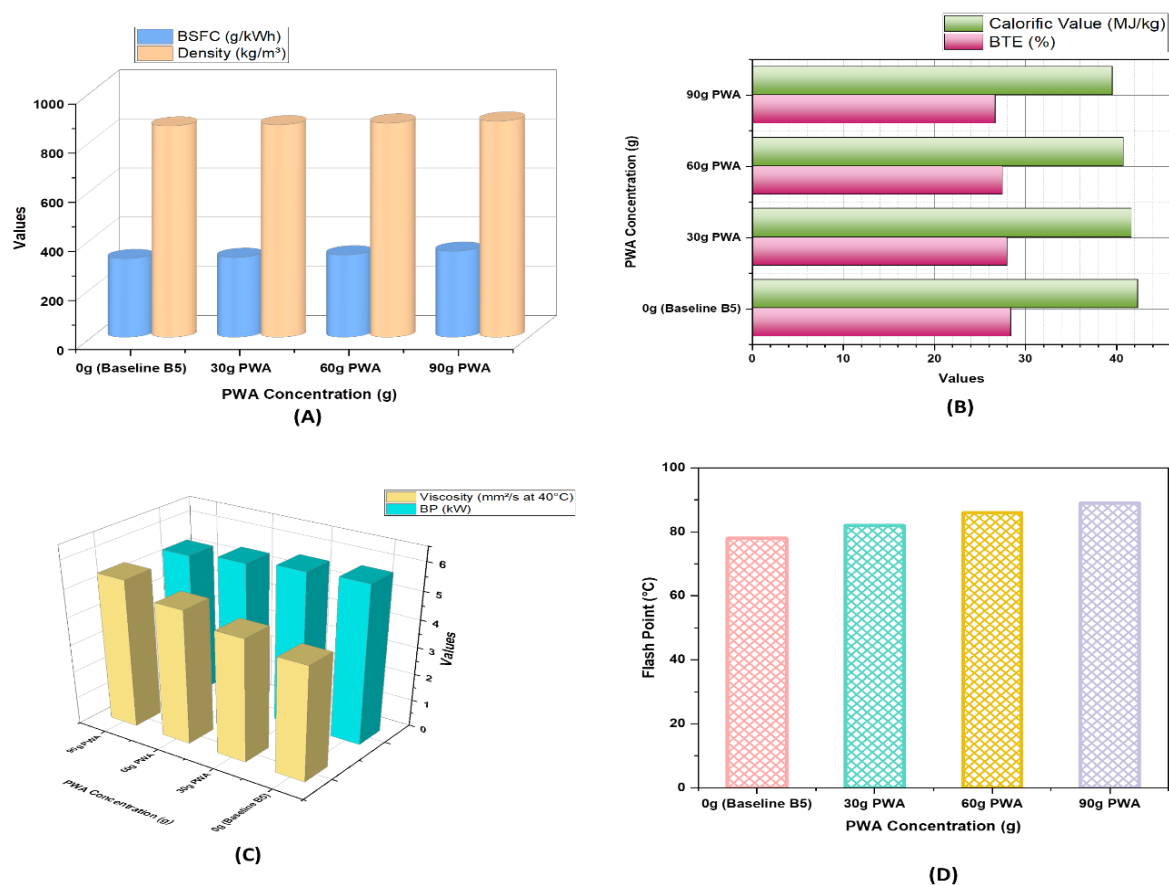 BSFC (g/kWh)
Density (kg/m³)
1000
800
600
400
200
0
Values
0g (Baseline B5) 30g PWA 60g PWA 90g PWA
PWA Concentration (g)
(A)
Calorific Value (MJ/kg)
BTE (%)
90g PWA
60g PWA
30g PWA
0g (Baseline B5)
PWA Concentration (g)
0 10 20 30 40
Values
(B)
Viscosity (mm²/s at 40°C)
BP (kW)
6
5
4
3
2
1
0
Values
90g PWA
60g PWA
30g PWA
0g (Baseline B5)
PWA Concentration (g)
(C)
100
80
60
40
20
0
Flash Point (°C)
0g (Baseline B5) 30g PWA 60g PWA 90g PWA
PWA Concentration (g)
(D)